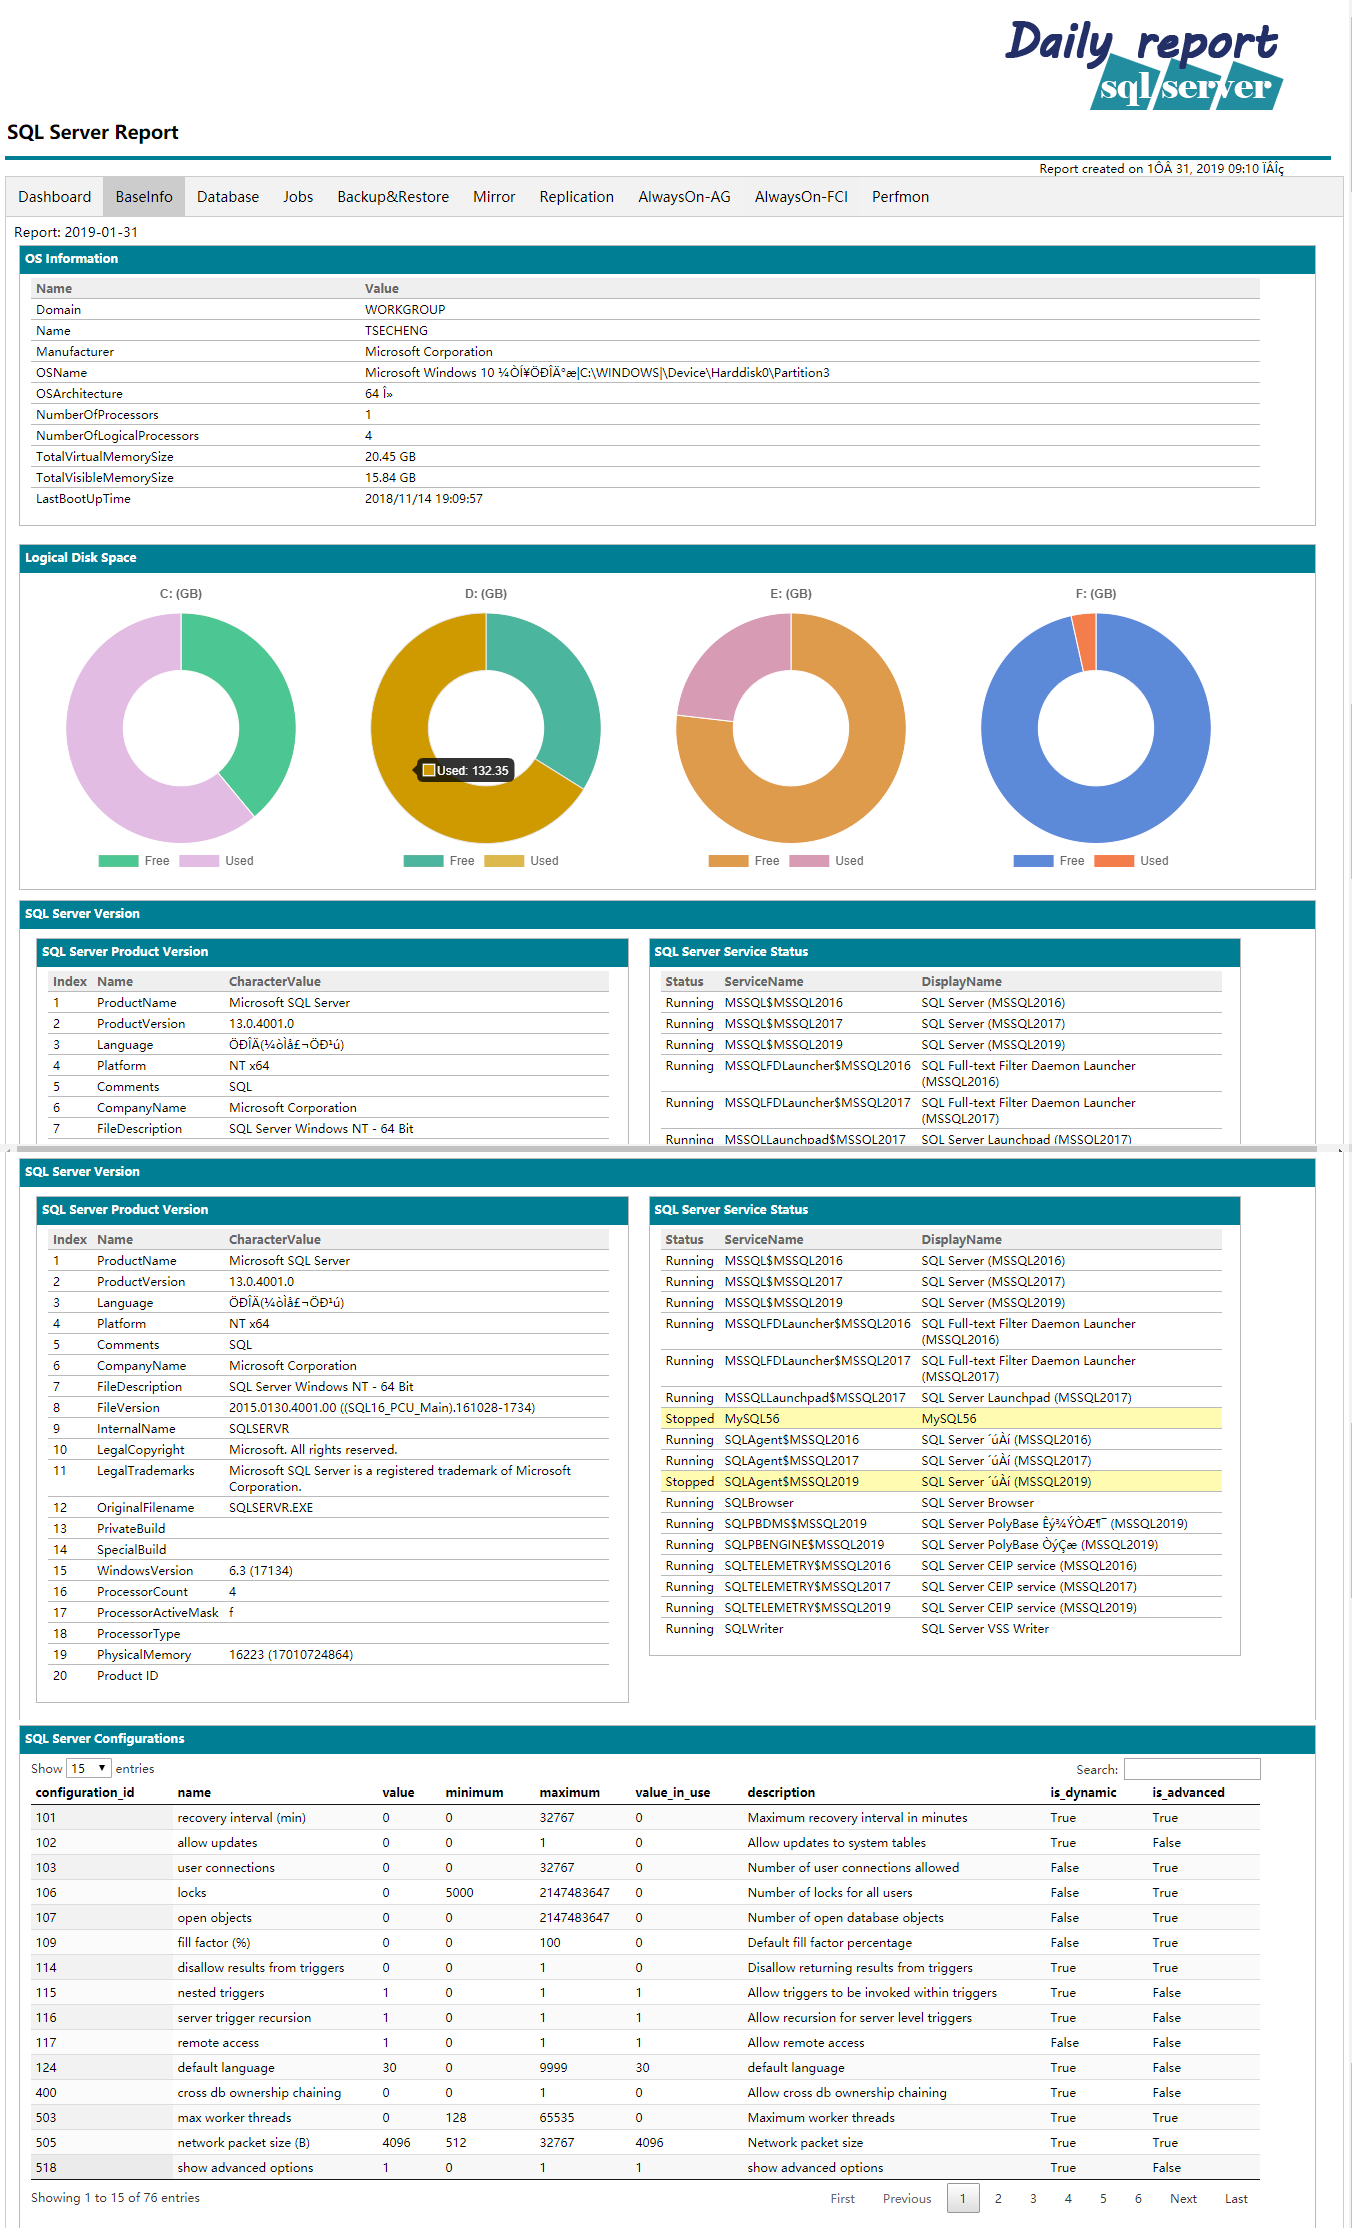 Daily report
sql server
SQL Server Report
Report created on 1ÔÂ 31, 2019 09:10 ÏÂÎç
Dashboard BaseInfo Database Jobs Backup&Restore Mirror Replication AlwaysOn-AG AlwaysOn-FCI Perfmon
Report: 2019-01-31
OS Information
Name Value
Domain WORKGROUP
Name TSECHENG
Manufacturer Microsoft Corporation
OSName Microsoft Windows 10 ¼ÒÍ¥ÖÐÎÄ°æ|C:\WINDOWS|\Device\Harddisk0\Partition3
OSArchitecture 64 Î»
NumberOfProcessors 1
NumberOfLogicalProcessors 4
TotalVirtualMemorySize 20.45 GB
TotalVisibleMemorySize 15.84 GB
LastBootUpTime 2018/11/14 19:09:57
Logical Disk Space
C: (GB) D: (GB) E: (GB) F: (GB)
Used: 132.35
Free Used Free Used Free Used Free Used
SQL Server Version
SQL Server Product Version
Index Name CharacterValue
1 ProductName Microsoft SQL Server
2 ProductVersion 13.0.4001.0
3 Language ÖÐÎÄ(¼òÌå£¬ÖÐ¹ú)
4 Platform NT x64
5 Comments SQL
6 CompanyName Microsoft Corporation
7 FileDescription SQL Server Windows NT - 64 Bit
SQL Server Service Status
Status ServiceName DisplayName
Running MSSQL$MSSQL2016 SQL Server (MSSQL2016)
Running MSSQL$MSSQL2017 SQL Server (MSSQL2017)
Running MSSQL$MSSQL2019 SQL Server (MSSQL2019)
Running MSSQLFDLauncher$MSSQL2016 SQL Full-text Filter Daemon Launcher
(MSSQL2016)
Running MSSQLFDLauncher$MSSQL2017 SQL Full-text Filter Daemon Launcher
(MSSQL2017)
Running MSSQLLaunchpad$MSSQL2017 SQL Server Launchpad (MSSQL2017)
SQL Server Version
SQL Server Product Version
Index Name CharacterValue
1 ProductName Microsoft SQL Server
2 ProductVersion 13.0.4001.0
3 Language ÖÐÎÄ(¼òÌå£¬ÖÐ¹ú)
4 Platform NT x64
5 Comments SQL
6 CompanyName Microsoft Corporation
7 FileDescription SQL Server Windows NT - 64 Bit
8 FileVersion 2015.0130.4001.00 ((SQL16_PCU_Main).161028-1734)
9 InternalName SQLSERVR
10 LegalCopyright Microsoft. All rights reserved.
11 LegalTrademarks Microsoft SQL Server is a registered trademark of Microsoft
Corporation.
12 OriginalFilename SQLSERVR.EXE
13 PrivateBuild
14 SpecialBuild
15 WindowsVersion 6.3 (17134)
16 ProcessorCount 4
17 ProcessorActiveMask f
18 ProcessorType
19 PhysicalMemory 16223 (17010724864)
20 Product ID
SQL Server Service Status
Status ServiceName DisplayName
Running MSSQL$MSSQL2016 SQL Server (MSSQL2016)
Running MSSQL$MSSQL2017 SQL Server (MSSQL2017)
Running MSSQL$MSSQL2019 SQL Server (MSSQL2019)
Running MSSQLFDLauncher$MSSQL2016 SQL Full-text Filter Daemon Launcher
(MSSQL2016)
Running MSSQLFDLauncher$MSSQL2017 SQL Full-text Filter Daemon Launcher
(MSSQL2017)
Running MSSQLLaunchpad$MSSQL2017 SQL Server Launchpad (MSSQL2017)
Stopped MySQL56 MySQL56
Running SQLAgent$MSSQL2016 SQL Server ´úÀí (MSSQL2016)
Running SQLAgent$MSSQL2017 SQL Server ´úÀí (MSSQL2017)
Stopped SQLAgent$MSSQL2019 SQL Server ´úÀí (MSSQL2019)
Running SQLBrowser SQL Server Browser
Running SQLPBDMS$MSSQL2019 SQL Server PolyBase Êý¾ÝÒÆ¶¯ (MSSQL2019)
Running SQLPBENGINE$MSSQL2019 SQL Server PolyBase ÒýÇæ (MSSQL2019)
Running SQLTELEMETRY$MSSQL2016 SQL Server CEIP service (MSSQL2016)
Running SQLTELEMETRY$MSSQL2017 SQL Server CEIP service (MSSQL2017)
Running SQLTELEMETRY$MSSQL2019 SQL Server CEIP service (MSSQL2019)
Running SQLWriter SQL Server VSS Writer
SQL Server Configurations
Show 15 entries Search:
configuration_id name value minimum maximum value_in_use description is_dynamic is_advanced
101 recovery interval (min) 0 0 32767 0 Maximum recovery interval in minutes True True
102 allow updates 0 0 1 0 Allow updates to system tables True False
103 user connections 0 0 32767 0 Number of user connections allowed False True
106 locks 0 5000 2147483647 0 Number of locks for all users False True
107 open objects 0 0 2147483647 0 Number of open database objects False True
109 fill factor (%) 0 0 100 0 Default fill factor percentage False True
114 disallow results from triggers 0 0 1 0 Disallow returning results from triggers True True
115 nested triggers 1 0 1 1 Allow triggers to be invoked within triggers True False
116 server trigger recursion 1 0 1 1 Allow recursion for server level triggers True False
117 remote access 1 0 1 1 Allow remote access False False
124 default language 30 0 9999 30 default language True False
400 cross db ownership chaining 0 0 1 0 Allow cross db ownership chaining True False
503 max worker threads 0 128 65535 0 Maximum worker threads True True
505 network packet size (B) 4096 512 32767 4096 Network packet size True True
518 show advanced options 1 0 1 1 show advanced options True False
Showing 1 to 15 of 76 entries First Previous 1 2 3 4 5 6 Next Last